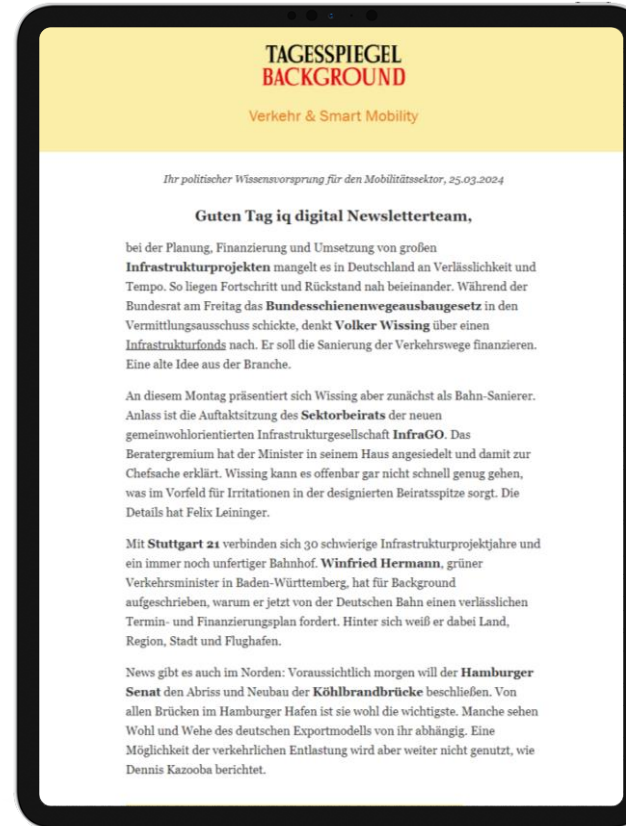 TAGESSPIEGEL
BACKGROUND
Verkehr & Smart Mobility
Ihr politischer Wissensvorsprung für den Mobilitätssektor, 25.03.2024
Guten Tag iq digital Newsletterteam,
bei der Planung, Finanzierung und Umsetzung von großen
Infrastrukturprojekten mangelt es in Deutschland an Verlässlichkeit und
Tempo. So liegen Fortschritt und Rückstand nah beieinander. Während der
Bundesrat am Freitag das Bundesschienenwegeausbaugesetz in den
Vermittlungsausschuss schickte, denkt Volker Wissing über einen
Infrastrukturfonds nach. Er soll die Sanierung der Verkehrswege finanzieren.
Eine alte Idee aus der Branche.
An diesem Montag präsentiert sich Wissing aber zunächst als Bahn-Sanierer.
Anlass ist die Auftaktsitzung des Sektorbeirats der neuen
gemeinwohlorientierten Infrastrukturgesellschaft InfraGO. Das
Beratergremium hat der Minister in seinem Haus angesiedelt und damit zur
Chefsache erklärt. Wissing kann es offenbar gar nicht schnell genug gehen,
was im Vorfeld für Irritationen in der designierten Beiratsspitze sorgt. Die
Details hat Felix Leininger.
Mit Stuttgart 21 verbinden sich 30 schwierige Infrastrukturprojektjahre und
ein immer noch unfertiger Bahnhof. Winfried Hermann, grüner
Verkehrsminister in Baden-Württemberg, hat für Background
aufgeschrieben, warum er jetzt von der Deutschen Bahn einen verlässlichen
Termin- und Finanzierungsplan fordert. Hinter sich weiß er dabei Land,
Region, Stadt und Flughafen.
News gibt es auch im Norden: Voraussichtlich morgen will der Hamburger
Senat den Abriss und Neubau der Köhlbrandbrücke beschließen. Von
allen Brücken im Hamburger Hafen ist sie wohl die wichtigste. Manche sehen
Wohl und Wehe des deutschen Exportmodells von ihr abhängig. Eine
Möglichkeit der verkehrlichen Entlastung wird aber weiter nicht genutzt, wie
Dennis Kazooba berichtet.